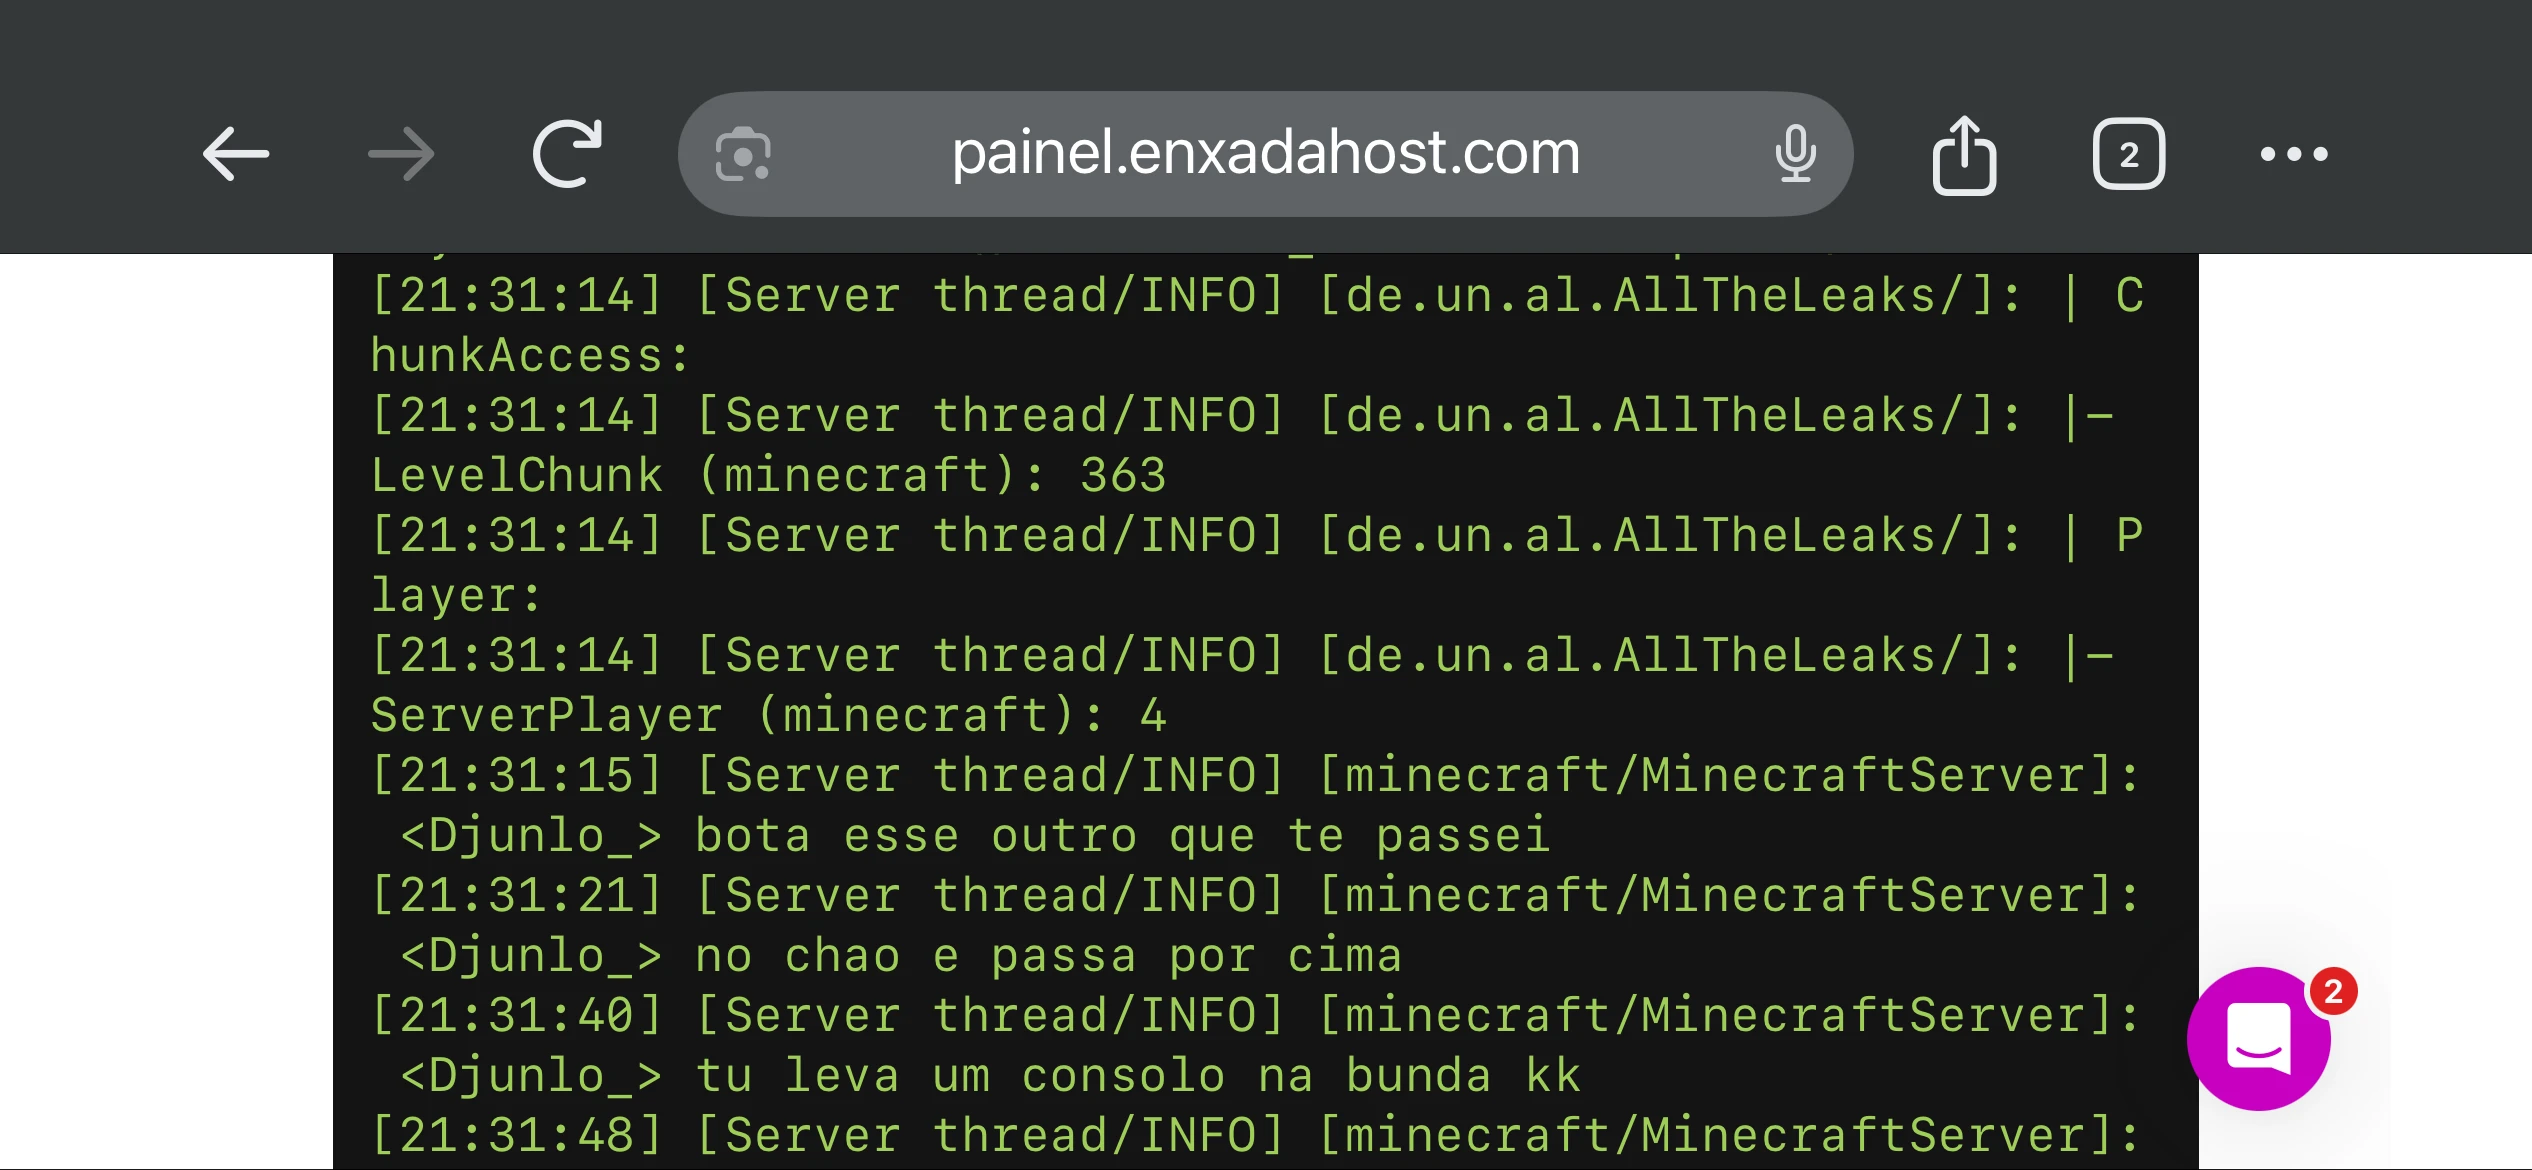 painel.enxadahost.com
2
[21:31:14] [Server thread/INFO] [de.un.al.AllTheLeaks/]: | C
hunkAccess:
[21:31:14] [Server thread/INFO] [de.un.al.AllTheLeaks/]: |-
LevelChunk (minecraft): 363
[21:31:14] [Server thread/INFO] [de.un.al.AllTheLeaks/]: | P
layer:
[21:31:14] [Server thread/INFO] [de.un.al.AllTheLeaks/]: |-
ServerPlayer (minecraft): 4
[21:31:15] [Server thread/INFO] [minecraft/MinecraftServer]:
<Djunlo_> bota esse outro que te passei
[21:31:21] [Server thread/INFO] [minecraft/MinecraftServer]:
<Djunlo_> no chao e passa por cima
[21:31:40] [Server thread/INFO] [minecraft/MinecraftServer]:
<Djunlo_> tu leva um consolo na bunda kk
[21:31:48] [Server thread/INFO] [minecraft/MinecraftServer]:
2